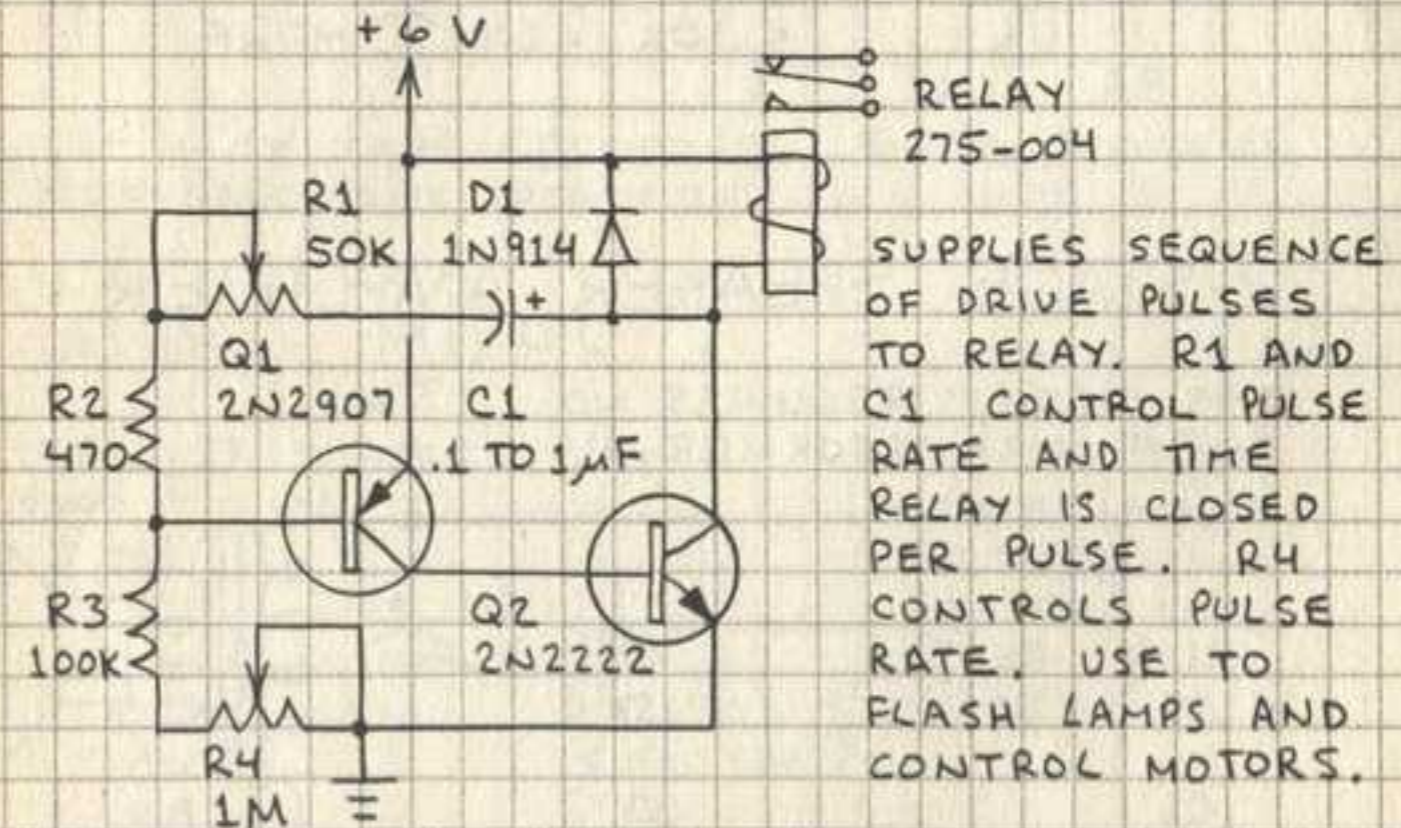 +6 V
RELAY
275-004
R1
50K
D1
1N914
+
Q1
2N2907
C1
.1 TO 1µF
R2
470
R3
100K
Q2
2N2222
R4
1M
SUPPLIES SEQUENCE
OF DRIVE PULSES
TO RELAY. R1 AND
C1 CONTROL PULSE
RATE AND TIME
RELAY IS CLOSED
PER PULSE. R4
CONTROLS PULSE
RATE. USE TO
FLASH LAMPS AND
CONTROL MOTORS.